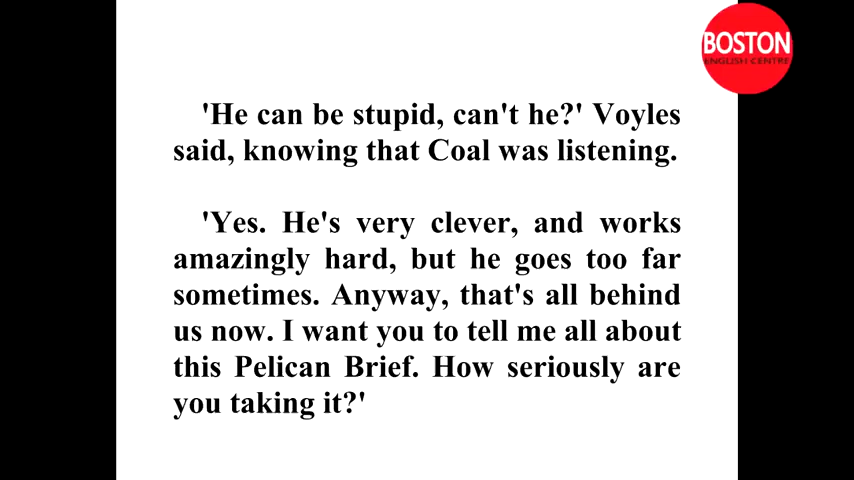 BOSTON
ENGLISH CENTRE
'He can be stupid, can't he?' Voyles
said, knowing that Coal was listening.
'Yes. He's very clever, and works
amazingly hard, but he goes too far
sometimes. Anyway, that's all behind
us now. I want you to tell me all about
this Pelican Brief. How seriously are
you taking it?'